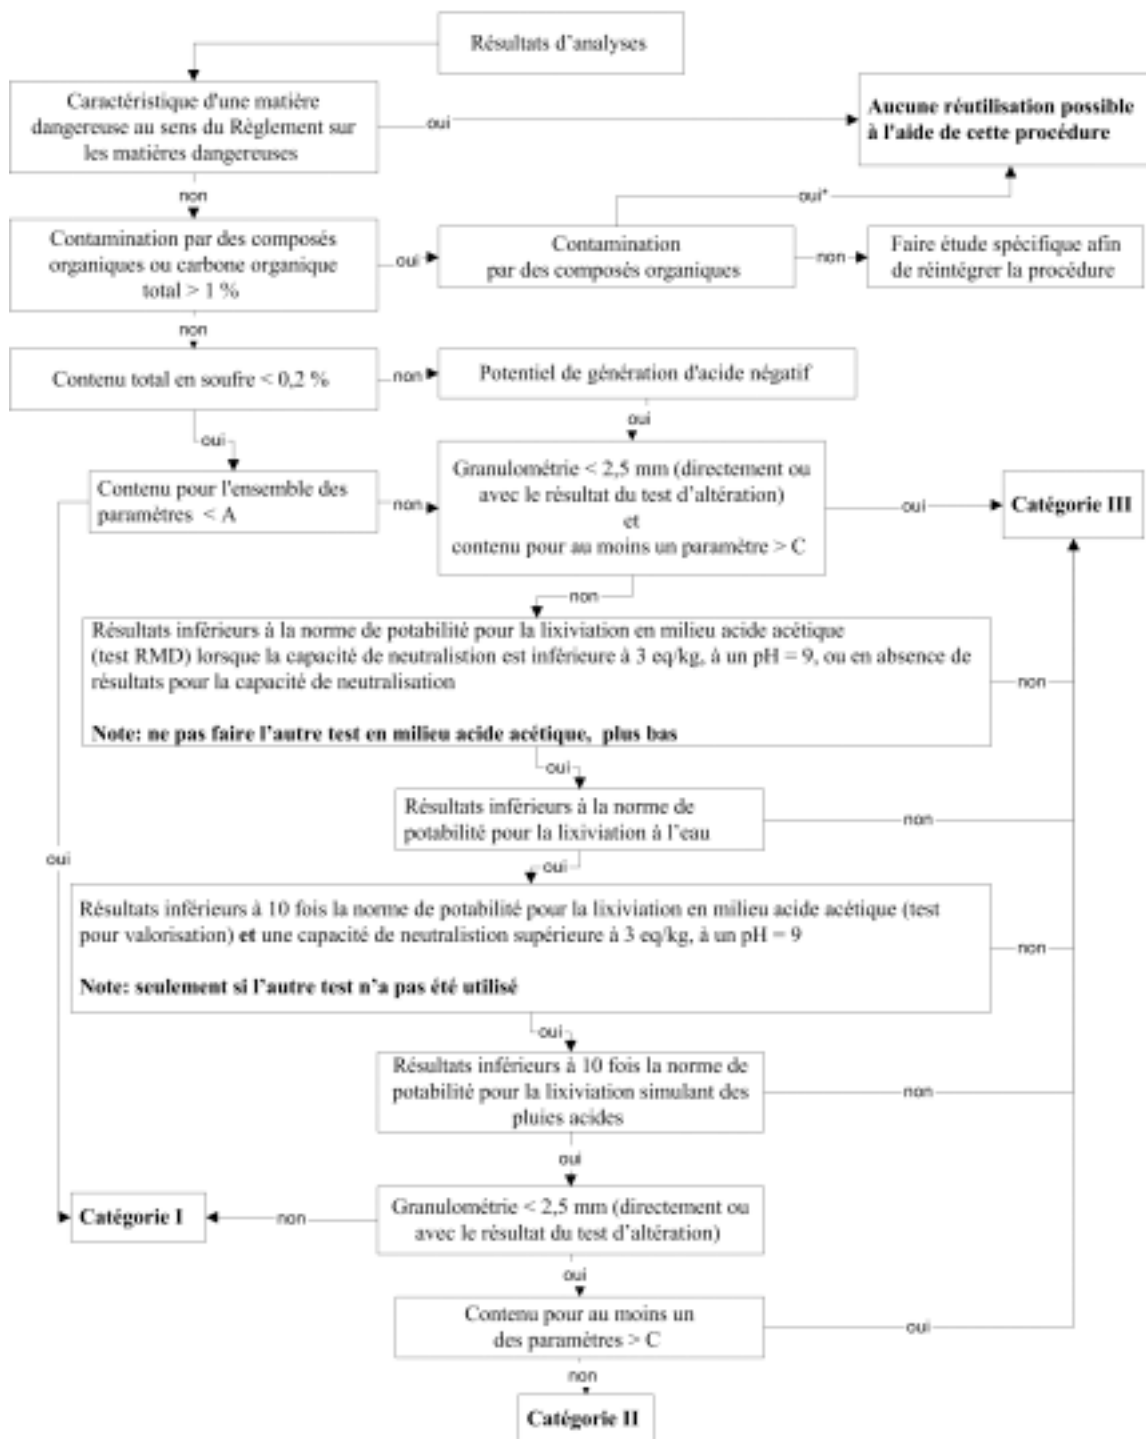 Résultats d'analyses
Caractéristique d'une matière
dangereuse au sens du Règlement sur
les matières dangereuses
oui
Aucune réutilisation possible
à l'aide de cette procédure
non
oui*
Contamination par des composés
organiques ou carbone organique
total > 1 %
oui
Contamination
par des composés organiques
non
Faire étude spécifique afin
de réintégrer la procédure
non
Contenu total en soufre < 0,2 %
non
Potentiel de génération d'acide négatif
oui
oui
Contenu pour l'ensemble des
paramètres < A
non
Granulométrie < 2,5 mm (directement ou
avec le résultat du test d'altération)
et
contenu pour au moins un paramètre > C
oui
Catégorie III
non
Résultats inférieurs à la norme de potabilité pour la lixiviation en milieu acide acétique
(test RMD) lorsque la capacité de neutralistion est inférieure à 3 eq/kg, à un pH = 9, ou en absence de
résultats pour la capacité de neutralisation
Note: ne pas faire l'autre test en milieu acide acétique, plus bas
non
oui
Résultats inférieurs à la norme de
potabilité pour la lixiviation à l'eau
non
oui
oui
Résultats inférieurs à 10 fois la norme de potabilité pour la lixiviation en milieu acide acétique (test
pour valorisation) et une capacité de neutralistion supérieure à 3 eq/kg, à un pH = 9
Note: seulement si l'autre test n'a pas été utilisé
non
oui
Résultats inférieurs à 10 fois la norme de
potabilité pour la lixiviation simulant des
pluies acides
non
oui
Catégorie I
non
Granulométrie < 2,5 mm (directement ou
avec le résultat du test d'altération)
oui
Contenu pour au moins un
des paramètres > C
oui
non
Catégorie II